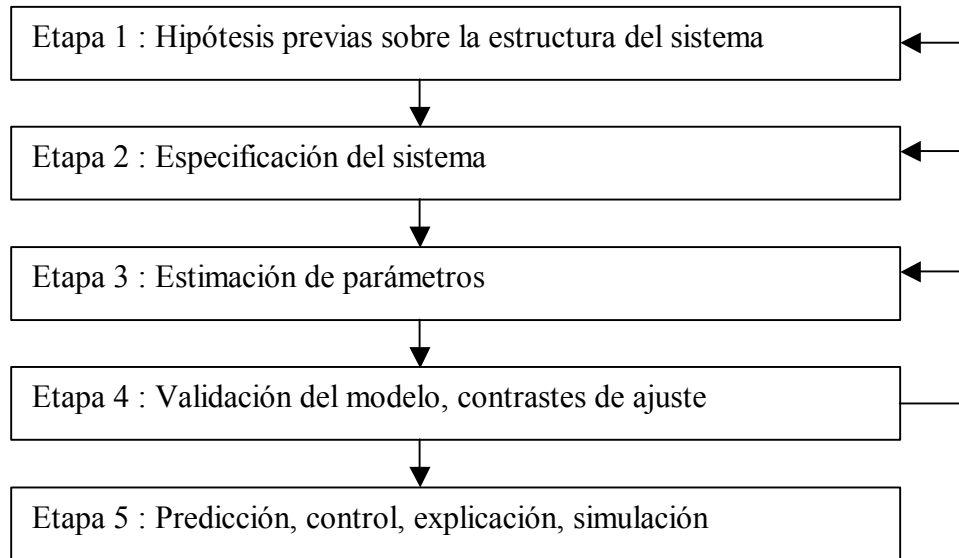 Etapa 1 : Hipótesis previas sobre la estructura del sistema
Etapa 2 : Especificación del sistema
Etapa 3 : Estimación de parámetros
Etapa 4 : Validación del modelo, contrastes de ajuste
Etapa 5 : Predicción, control, explicación, simulación